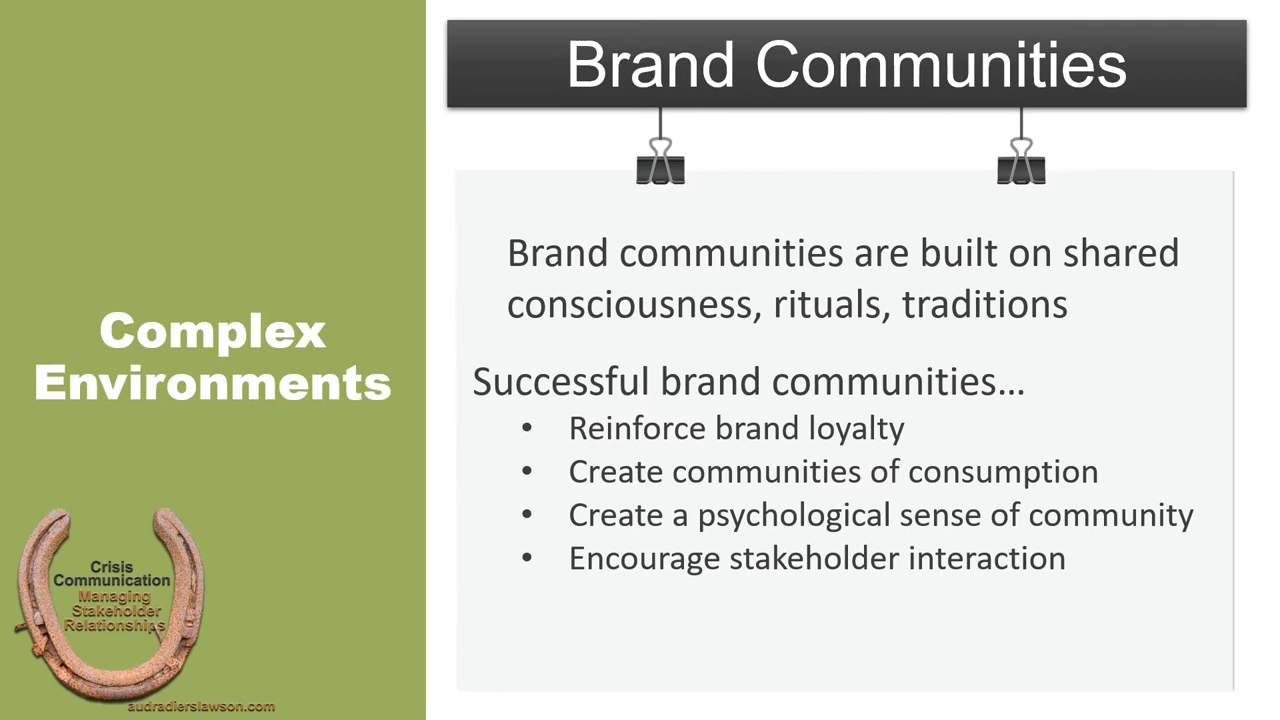 Brand Communities
Brand communities are built on shared
consciousness, rituals, traditions
Successful brand communities...
• Reinforce brand loyalty
• Create communities of consumption
• Create a psychological sense of community
• Encourage stakeholder interaction
Complex
Environments
Crisis
Communication
Managing
Stakeholder
Relationships
audradierslawson.com